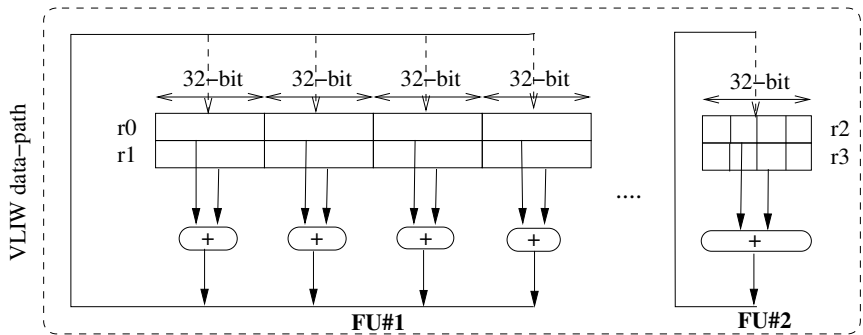 32-bit 32-bit 32-bit 32-bit 32-bit
r0 r2
r1 r3
VLIW data-path
....
+ + + + +
FU#1 FU#2